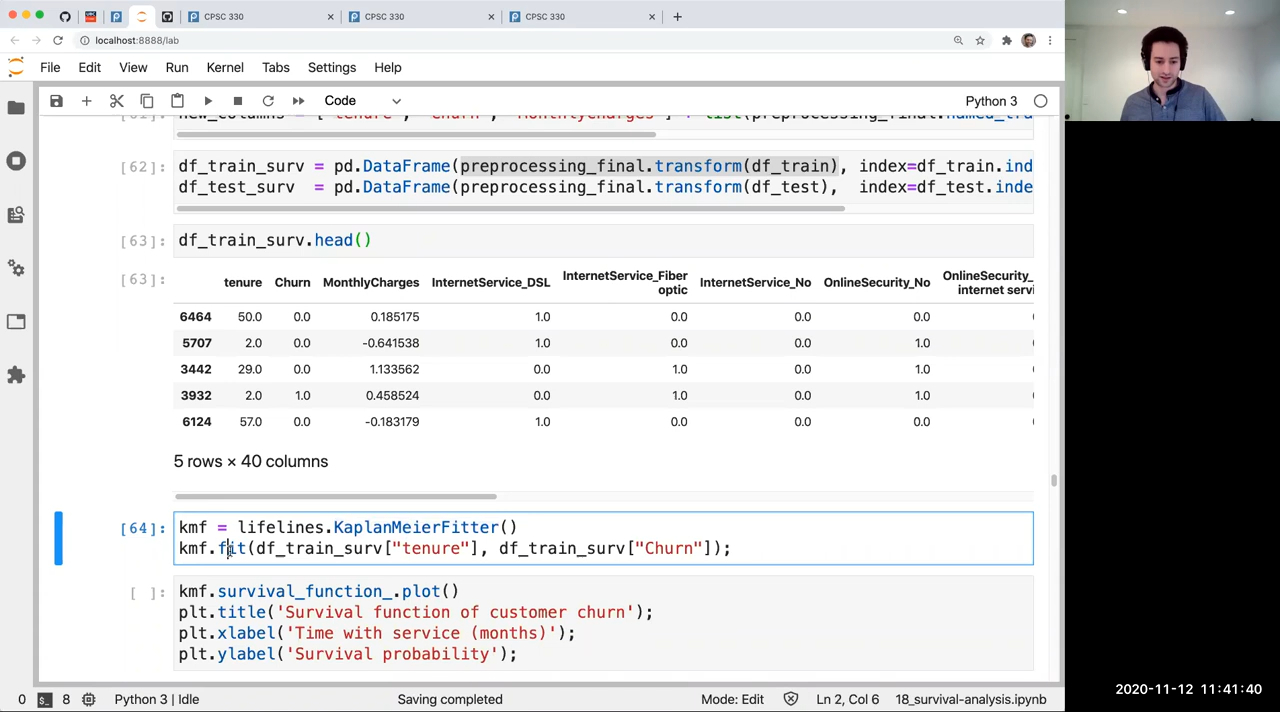 CPSC 330
CPSC 330
CPSC 330
localhost:8888/lab
File Edit View Run Kernel Tabs Settings Help
Code
Python 3
[62]: df_train_surv = pd.DataFrame(preprocessing_final.transform(df_train), index=df_train.ind
df_test_surv  = pd.DataFrame(preprocessing_final.transform(df_test),  index=df_test.inde
[63]: df_train_surv.head()
[63]:
tenure Churn MonthlyCharges InternetService_DSL InternetService_Fiber optic InternetService_No OnlineSecurity_No OnlineSecurity_ internet servi
6464 50.0 0.0 0.185175 1.0 0.0 0.0 0.0
5707 2.0 0.0 -0.641538 1.0 0.0 0.0 1.0
3442 29.0 0.0 1.133562 0.0 1.0 0.0 1.0
3932 2.0 1.0 0.458524 0.0 1.0 0.0 1.0
6124 57.0 0.0 -0.183179 1.0 0.0 0.0 0.0
5 rows × 40 columns
[64]: kmf = lifelines.KaplanMeierFitter()
kmf.fit(df_train_surv["tenure"], df_train_surv["Churn"]);
[ ]: kmf.survival_function_.plot()
plt.title('Survival function of customer churn');
plt.xlabel('Time with service (months)');
plt.ylabel('Survival probability');
0 8 Python 3 | Idle Saving completed Mode: Edit Ln 2, Col 6 18_survival-analysis.ipynb
2020-11-12 11:41:40